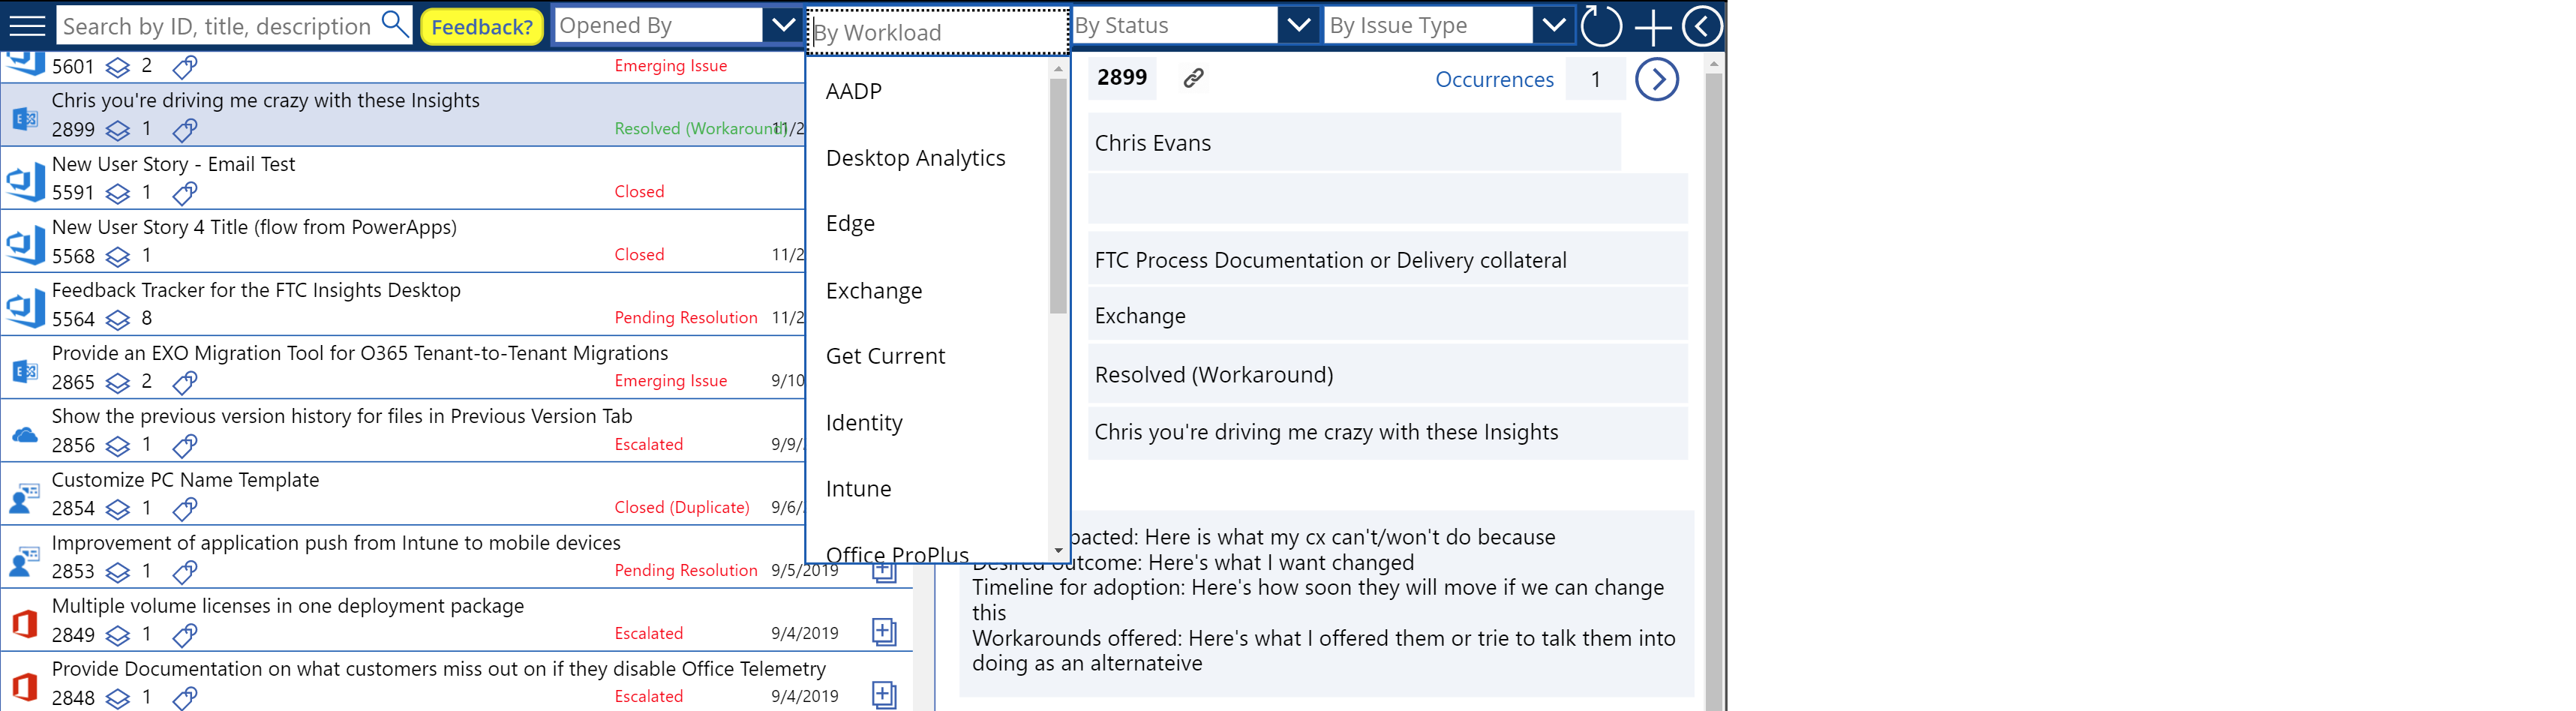 Search by ID, title, description
Feedback?
Opened By
By Workload
By Status
By Issue Type
5601 2
Emerging Issue
Chris you're driving me crazy with these Insights
2899 1
Resolved (Workaround)
11/2
New User Story - Email Test
5591 1
Closed
New User Story 4 Title (flow from PowerApps)
5568 1
Closed
11/2
Feedback Tracker for the FTC Insights Desktop
5564 8
Pending Resolution
11/2
Provide an EXO Migration Tool for O365 Tenant-to-Tenant Migrations
2865 2
Emerging Issue
9/10
Show the previous version history for files in Previous Version Tab
2856 1
Escalated
9/9/
Customize PC Name Template
2854 1
Closed (Duplicate)
9/6/
Improvement of application push from Intune to mobile devices
2853 1
Pending Resolution
9/5/2019
Multiple volume licenses in one deployment package
2849 1
Escalated
9/4/2019
Provide Documentation on what customers miss out on if they disable Office Telemetry
2848 1
Escalated
9/4/2019
AADP
Desktop Analytics
Edge
Exchange
Get Current
Identity
Intune
Office ProPlus
2899
Occurrences
1
Chris Evans
FTC Process Documentation or Delivery collateral
Exchange
Resolved (Workaround)
Chris you're driving me crazy with these Insights
pacted: Here is what my cx can't/won't do because
Desired outcome: Here's what I want changed
Timeline for adoption: Here's how soon they will move if we can change
this
Workarounds offered: Here's what I offered them or trie to talk them into
doing as an alternateive